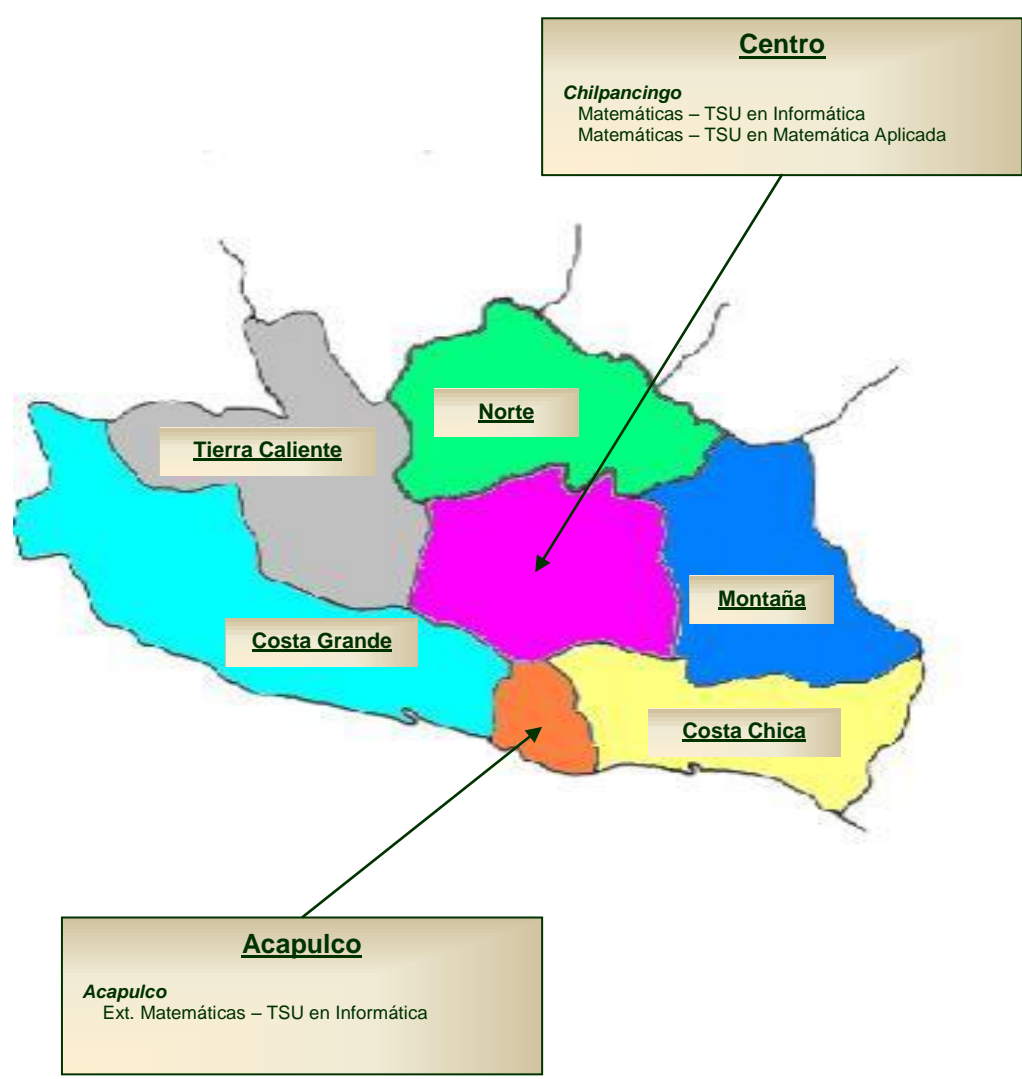 Centro
Chilpancingo
Matemáticas – TSU en Informática
Matemáticas – TSU en Matemática Aplicada
Norte
Tierra Caliente
Montaña
Costa Grande
Costa Chica
Acapulco
Acapulco
Ext. Matemáticas – TSU en Informática